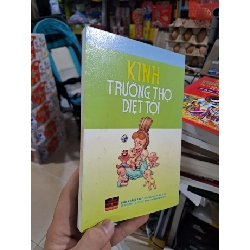 KINH
TRƯỜNG THỌ
DIỆT TỘI